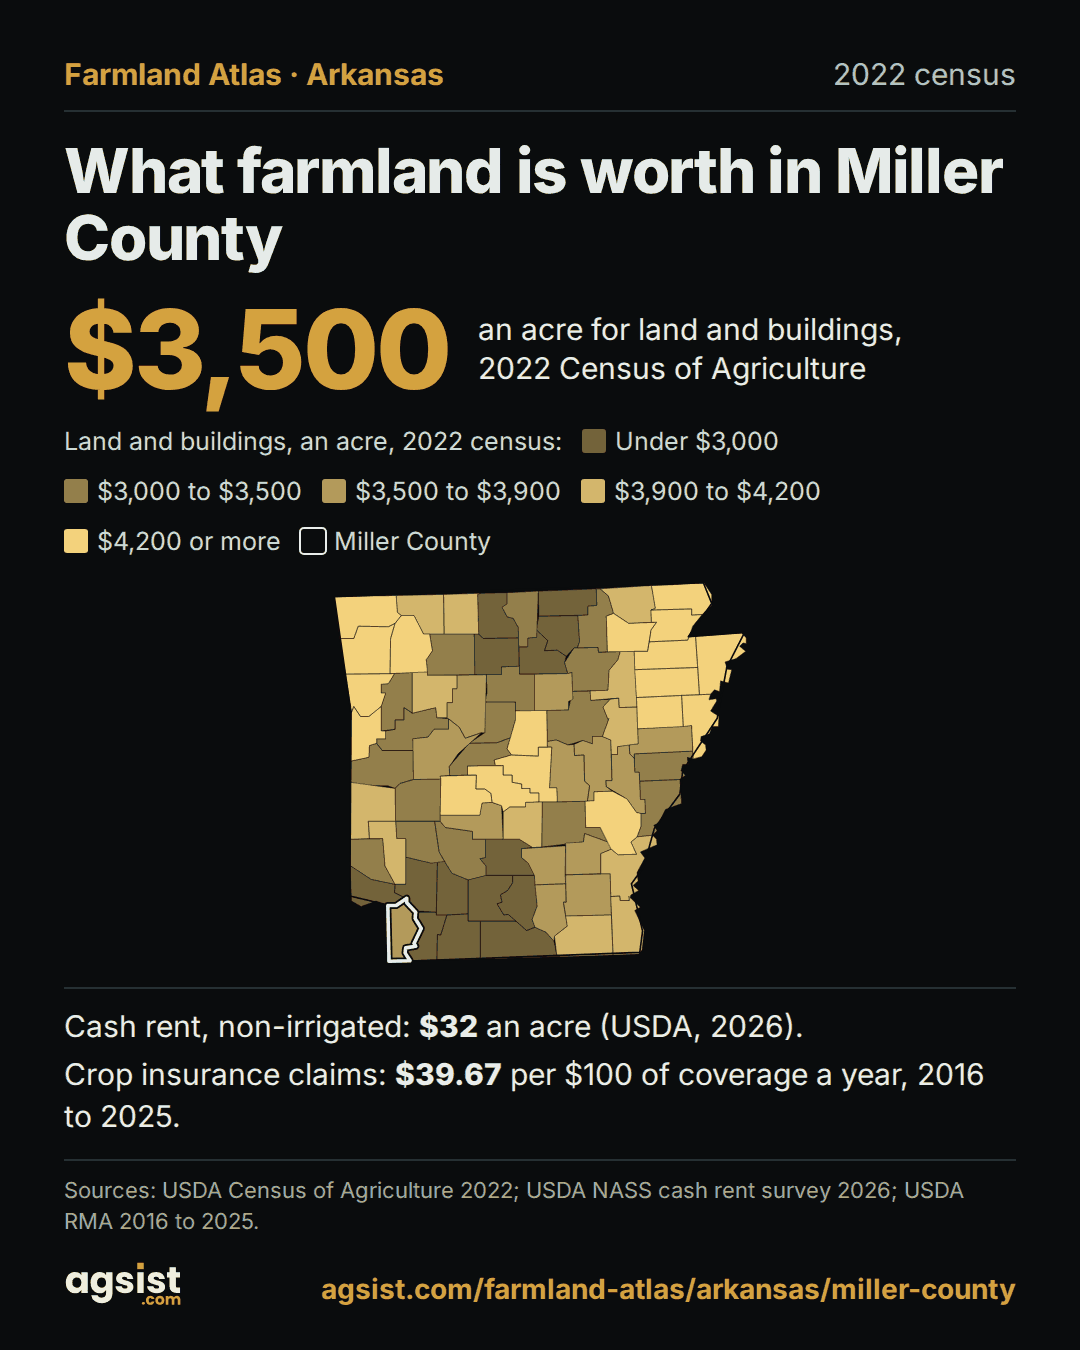 Farmland Atlas · Arkansas
2022 census
What farmland is worth in Miller
County
$3,500
an acre for land and buildings,
2022 Census of Agriculture
Land and buildings, an acre, 2022 census: Under $3,000
$3,000 to $3,500 $3,500 to $3,900 $3,900 to $4,200
$4,200 or more Miller County
Cash rent, non-irrigated: $32 an acre (USDA, 2026).
Crop insurance claims: $39.67 per $100 of coverage a year, 2016
to 2025.
Sources: USDA Census of Agriculture 2022; USDA NASS cash rent survey 2026; USDA
RMA 2016 to 2025.
agsist
.com
agsist.com/farmland-atlas/arkansas/miller-county